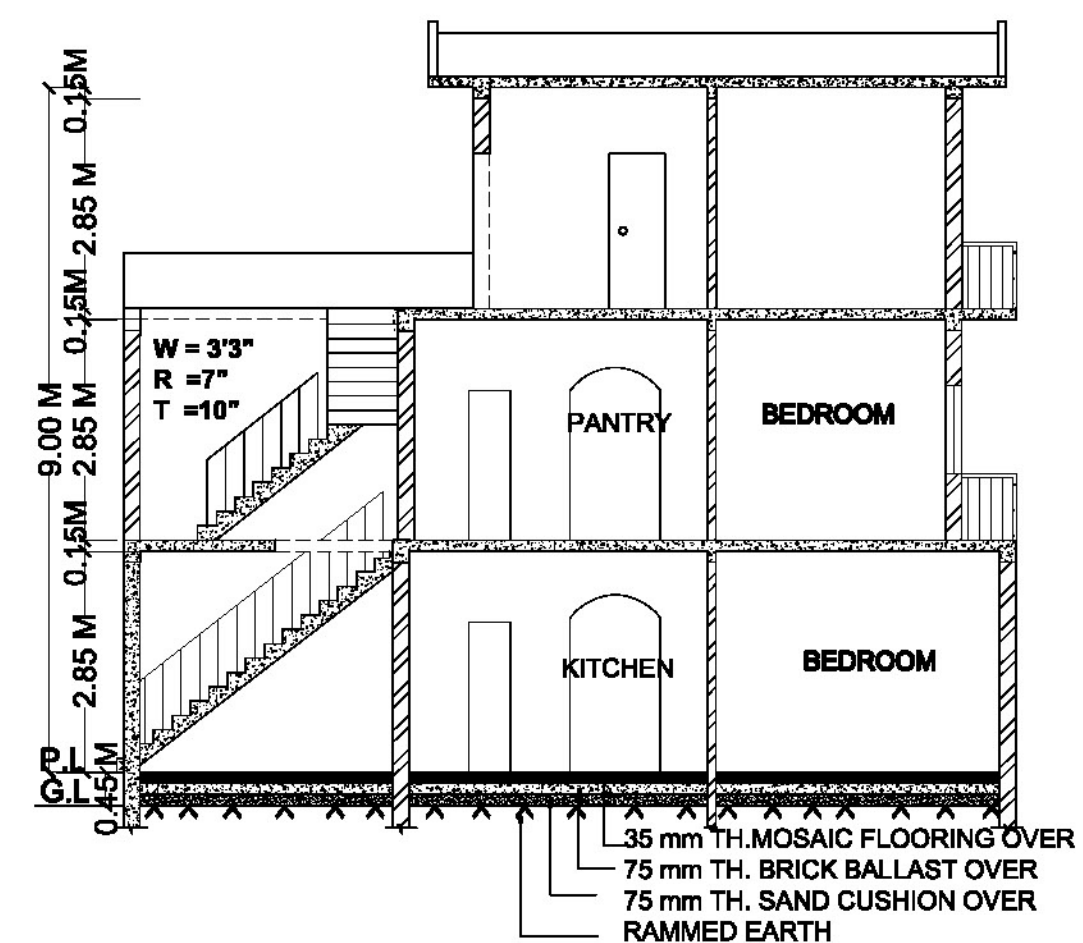 0.15M
2.85 M
0.15M
9.00 M
2.85 M
0.15M
2.85 M
P.L
G.L
0.45 M
W = 3'3"
R =7"
T =10"
PANTRY
BEDROOM
KITCHEN
BEDROOM
35 mm TH.MOSAIC FLOORING OVER
75 mm TH. BRICK BALLAST OVER
75 mm TH. SAND CUSHION OVER
RAMMED EARTH